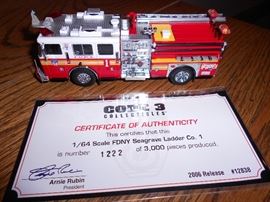 CODE 3
COLLECTIBLES
CERTIFICATE OF AUTHENTICITY
This certifies that this
1/64 Scale FDNY Seagrave Ladder Co. 1
is number 1222 of 3,000 pieces produced.
Arnie Rubin
President
2006 Release #12838